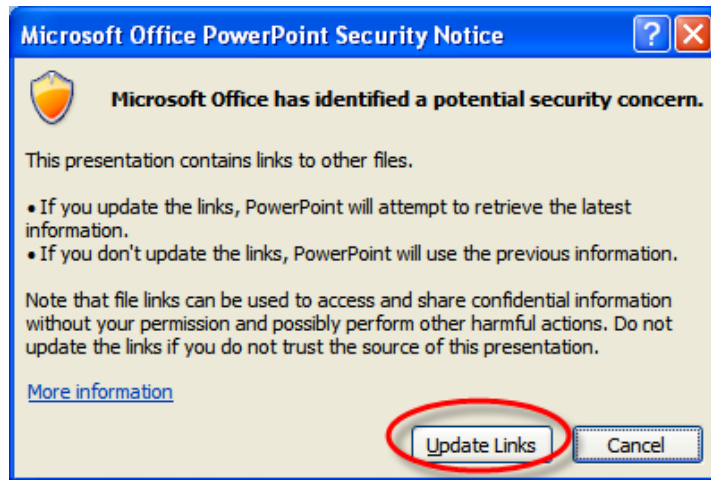 Microsoft Office PowerPoint Security Notice
Microsoft Office has identified a potential security concern.
This presentation contains links to other files.
• If you update the links, PowerPoint will attempt to retrieve the latest
information.
• If you don't update the links, PowerPoint will use the previous information.
Note that file links can be used to access and share confidential information
without your permission and possibly perform other harmful actions. Do not
update the links if you do not trust the source of this presentation.
More information
Update Links Cancel